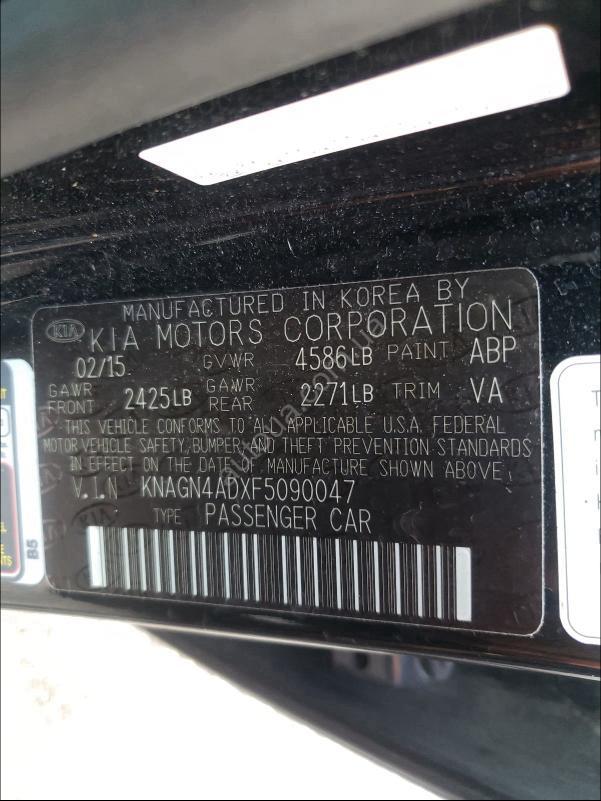 MANUFACTURED IN KOREA BY
KIA KIA MOTORS CORPORATION
02/15 GVWR 4586LB PAINT ABP
GAWR FRONT 2425LB GAWR REAR 2271LB TRIM VA
THIS VEHICLE CONFORMS TO ALL APPLICABLE U.S.A. FEDERAL
MOTOR VEHICLE SAFETY, BUMPER, AND THEFT PREVENTION STANDARDS
IN EFFECT ON THE DATE OF MANUFACTURE SHOWN ABOVE.
V.I.N KNAGN4ADXF5090047
TYPE PASSENGER CAR
B5